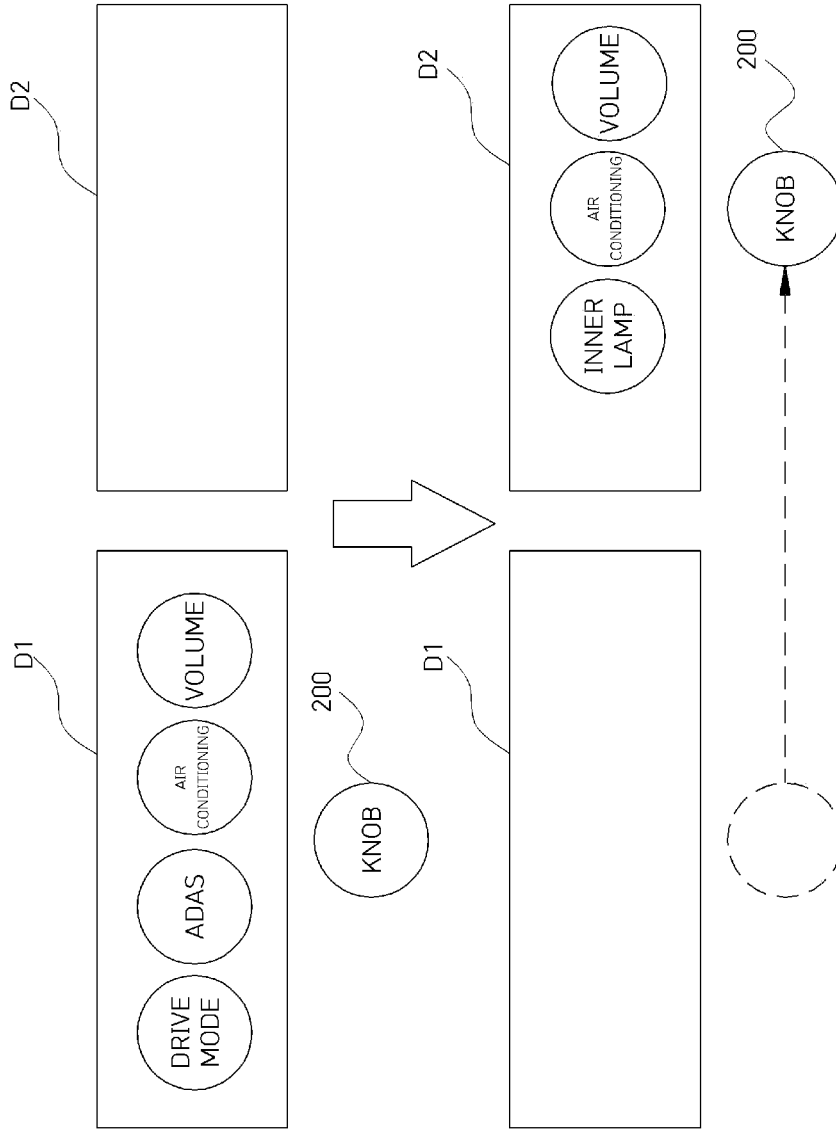 D1
D2
DRIVE
MODE
ADAS
AIR
CONDITIONING
VOLUME
200
KNOB
D1
D2
INNER
LAMP
AIR
CONDITIONING
VOLUME
200
KNOB